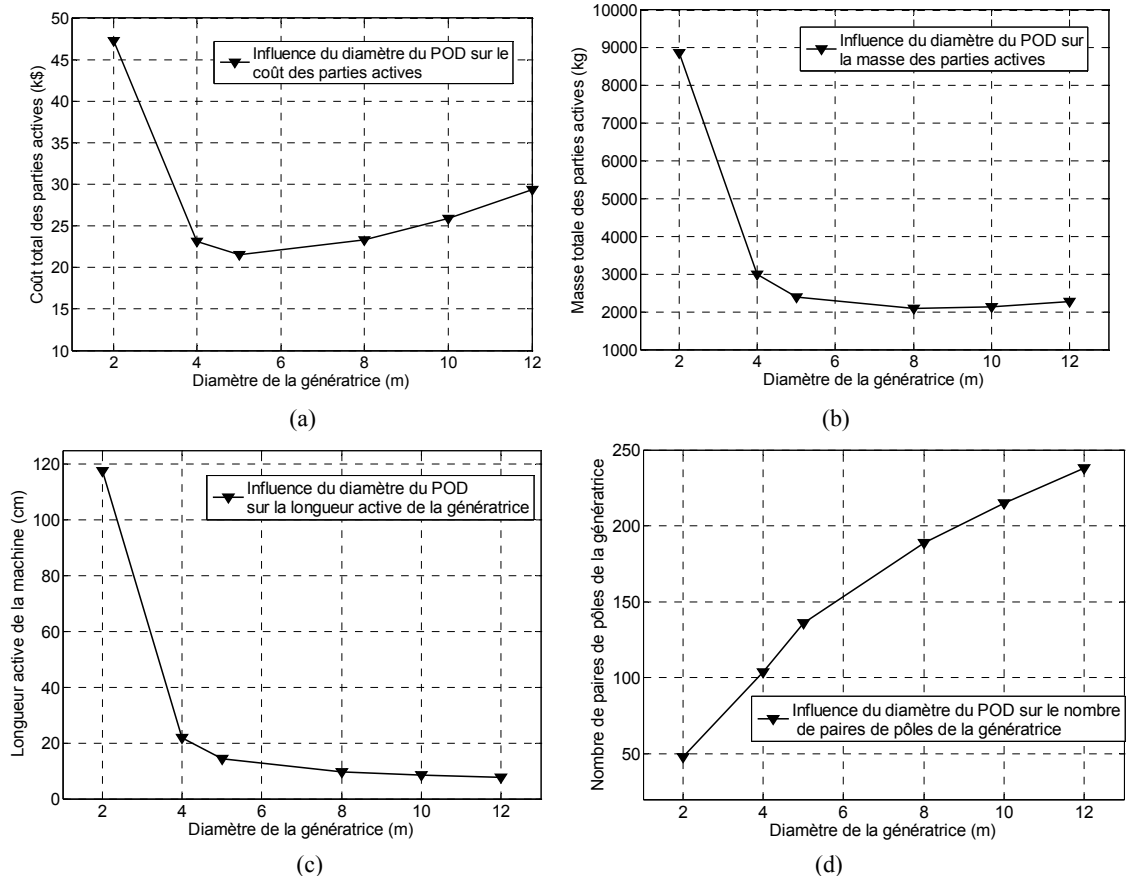 50
45
40
35
30
25
20
15
10
Coût total des parties actives (k$)
Influence du diamètre du POD sur le
coût des parties actives
2 4 6 8 10 12
Diamètre de la génératrice (m)
(a)
10000
9000
8000
7000
6000
5000
4000
3000
2000
1000
Masse totale des parties actives (kg)
Influence du diamètre du POD sur
la masse des parties actives
2 4 6 8 10 12
Diamètre de la génératrice (m)
(b)
120
100
80
60
40
20
0
Longueur active de la machine (cm)
Influence du diamètre du POD
sur la longueur active de la génératrice
2 4 6 8 10 12
Diamètre de la génératrice (m)
(c)
250
200
150
100
50
Nombre de paires de pôles de la génératrice
Influence du diamètre du POD sur le nombre
de paires de pôles de la génératrice
2 4 6 8 10 12
Diamètre de la génératrice (m)
(d)